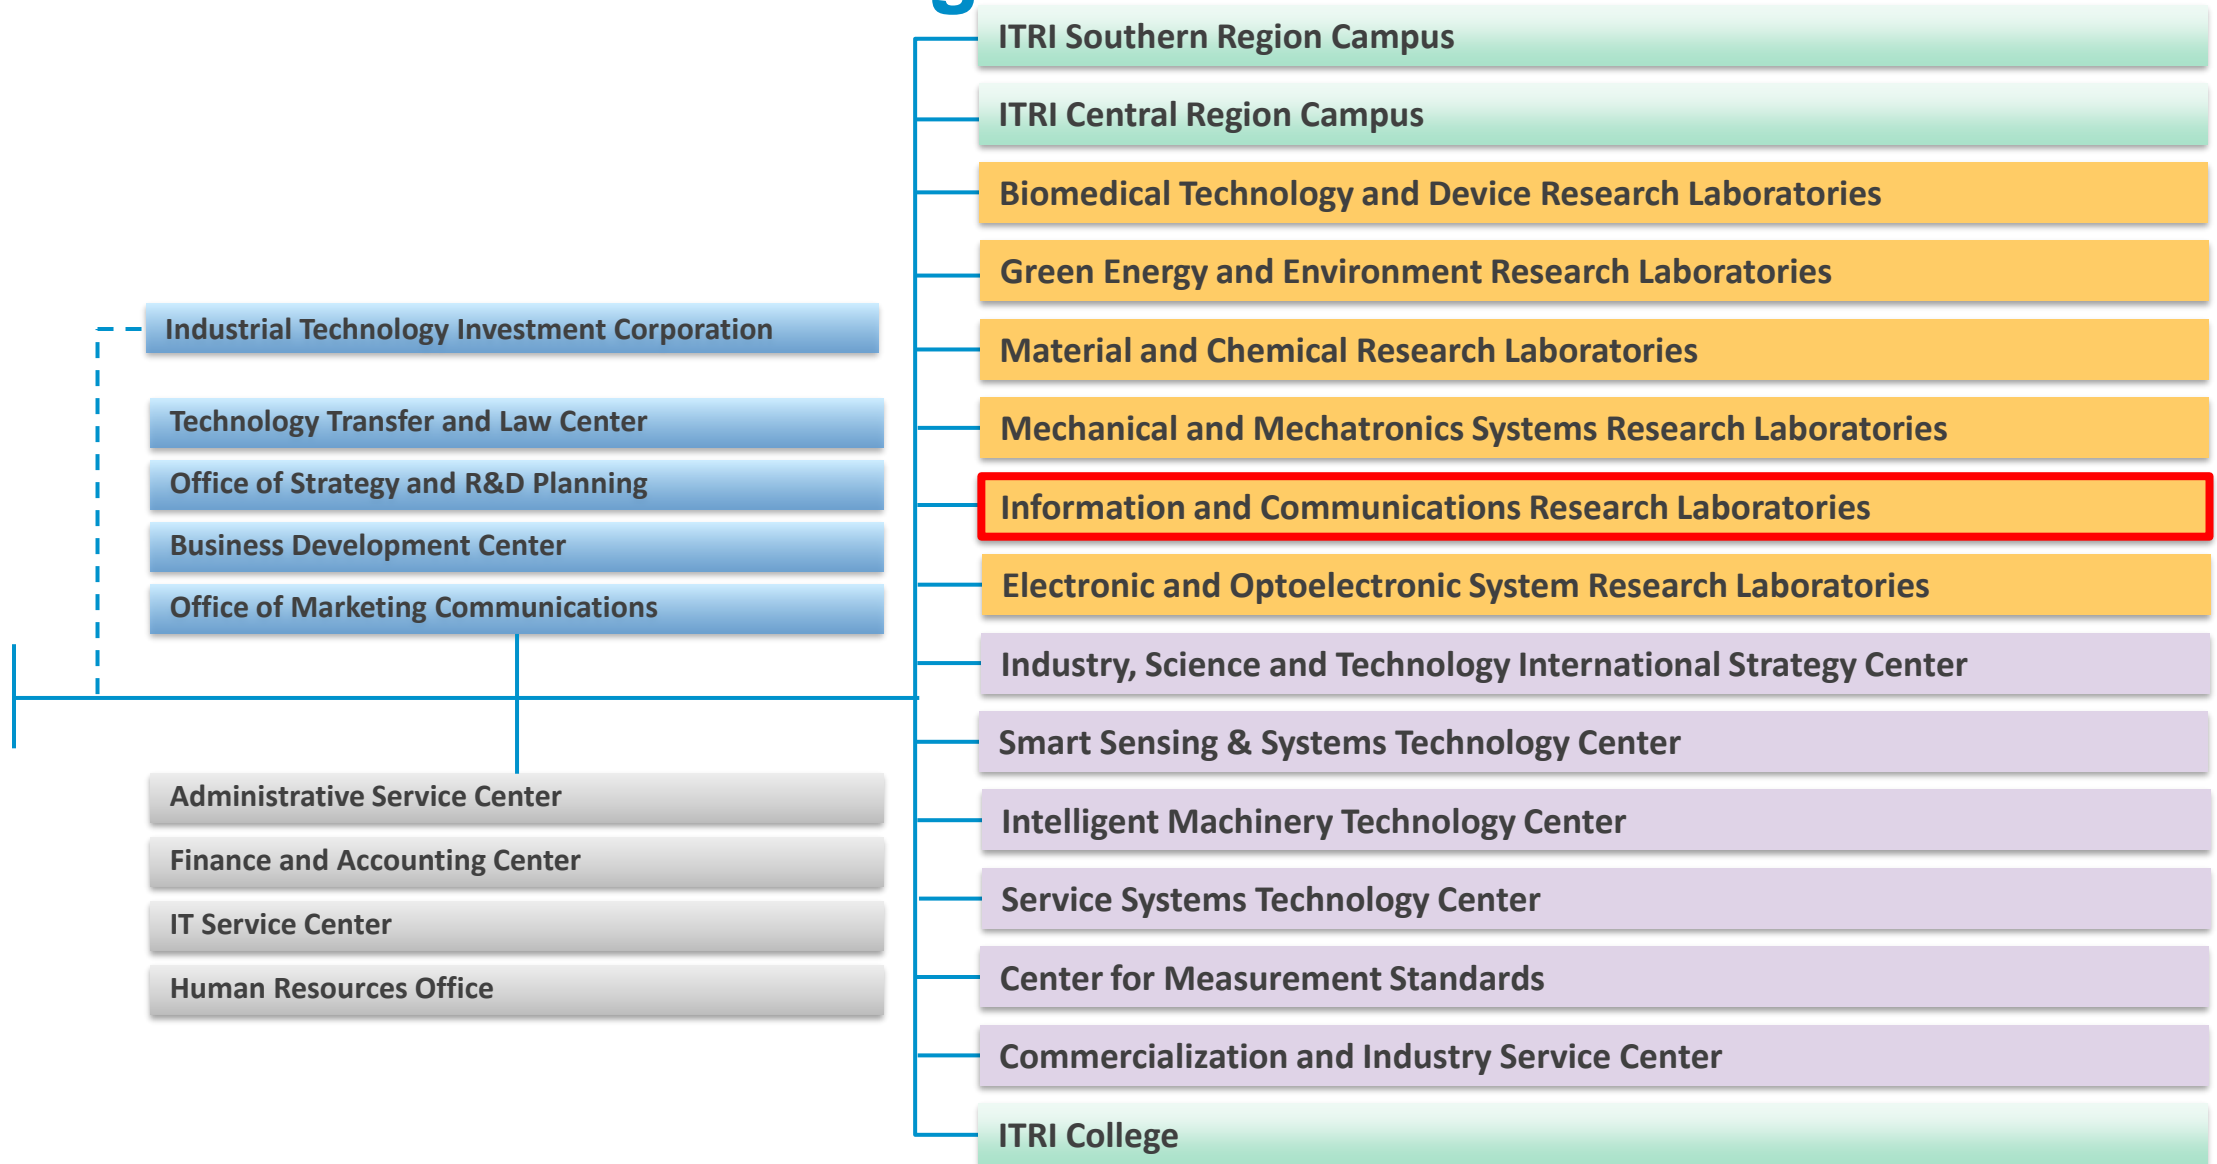 Industrial Technology Investment Corporation
Technology Transfer and Law Center
Office of Strategy and R&D Planning
Business Development Center
Office of Marketing Communications
Administrative Service Center
Finance and Accounting Center
IT Service Center
Human Resources Office
ITRI Southern Region Campus
ITRI Central Region Campus
Biomedical Technology and Device Research Laboratories
Green Energy and Environment Research Laboratories
Material and Chemical Research Laboratories
Mechanical and Mechatronics Systems Research Laboratories
Information and Communications Research Laboratories
Electronic and Optoelectronic System Research Laboratories
Industry, Science and Technology International Strategy Center
Smart Sensing & Systems Technology Center
Intelligent Machinery Technology Center
Service Systems Technology Center
Center for Measurement Standards
Commercialization and Industry Service Center
ITRI College